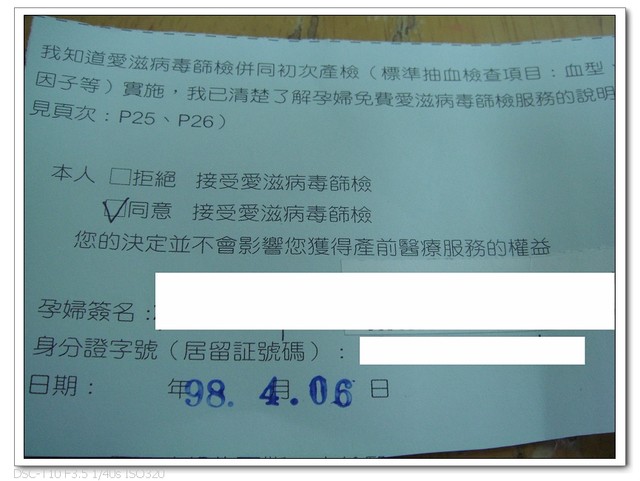 我知道愛滋病毒篩檢併同初次產檢（標準抽血檢查項目：血型、
因子等）實施，我已清楚了解孕婦免費愛滋病毒篩檢服務的說明
見頁次：P25、P26）
本人 □拒絕 接受愛滋病毒篩檢
☑同意 接受愛滋病毒篩檢
您的決定並不會影響您獲得產前醫療服務的權益
孕婦簽名：
身分證字號（居留証號碼）：
日期： 年98. 4.月06 日
DSC-T10 F3.5 1/40s ISO320